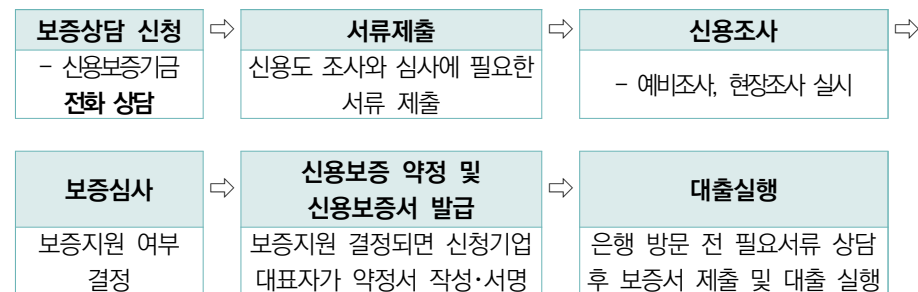 보증상담 신청 ⇨ 서류제출 ⇨ 신용조사 ⇨
- 신용보증기금
전화 상담
신용도 조사와 심사에 필요한
서류 제출
- 예비조사, 현장조사 실시
보증심사 ⇨ 신용보증 약정 및
신용보증서 발급 ⇨ 대출실행
보증지원 여부
결정
보증지원 결정되면 신청기업
대표자가 약정서 작성·서명
은행 방문 전 필요서류 상담
후 보증서 제출 및 대출 실행